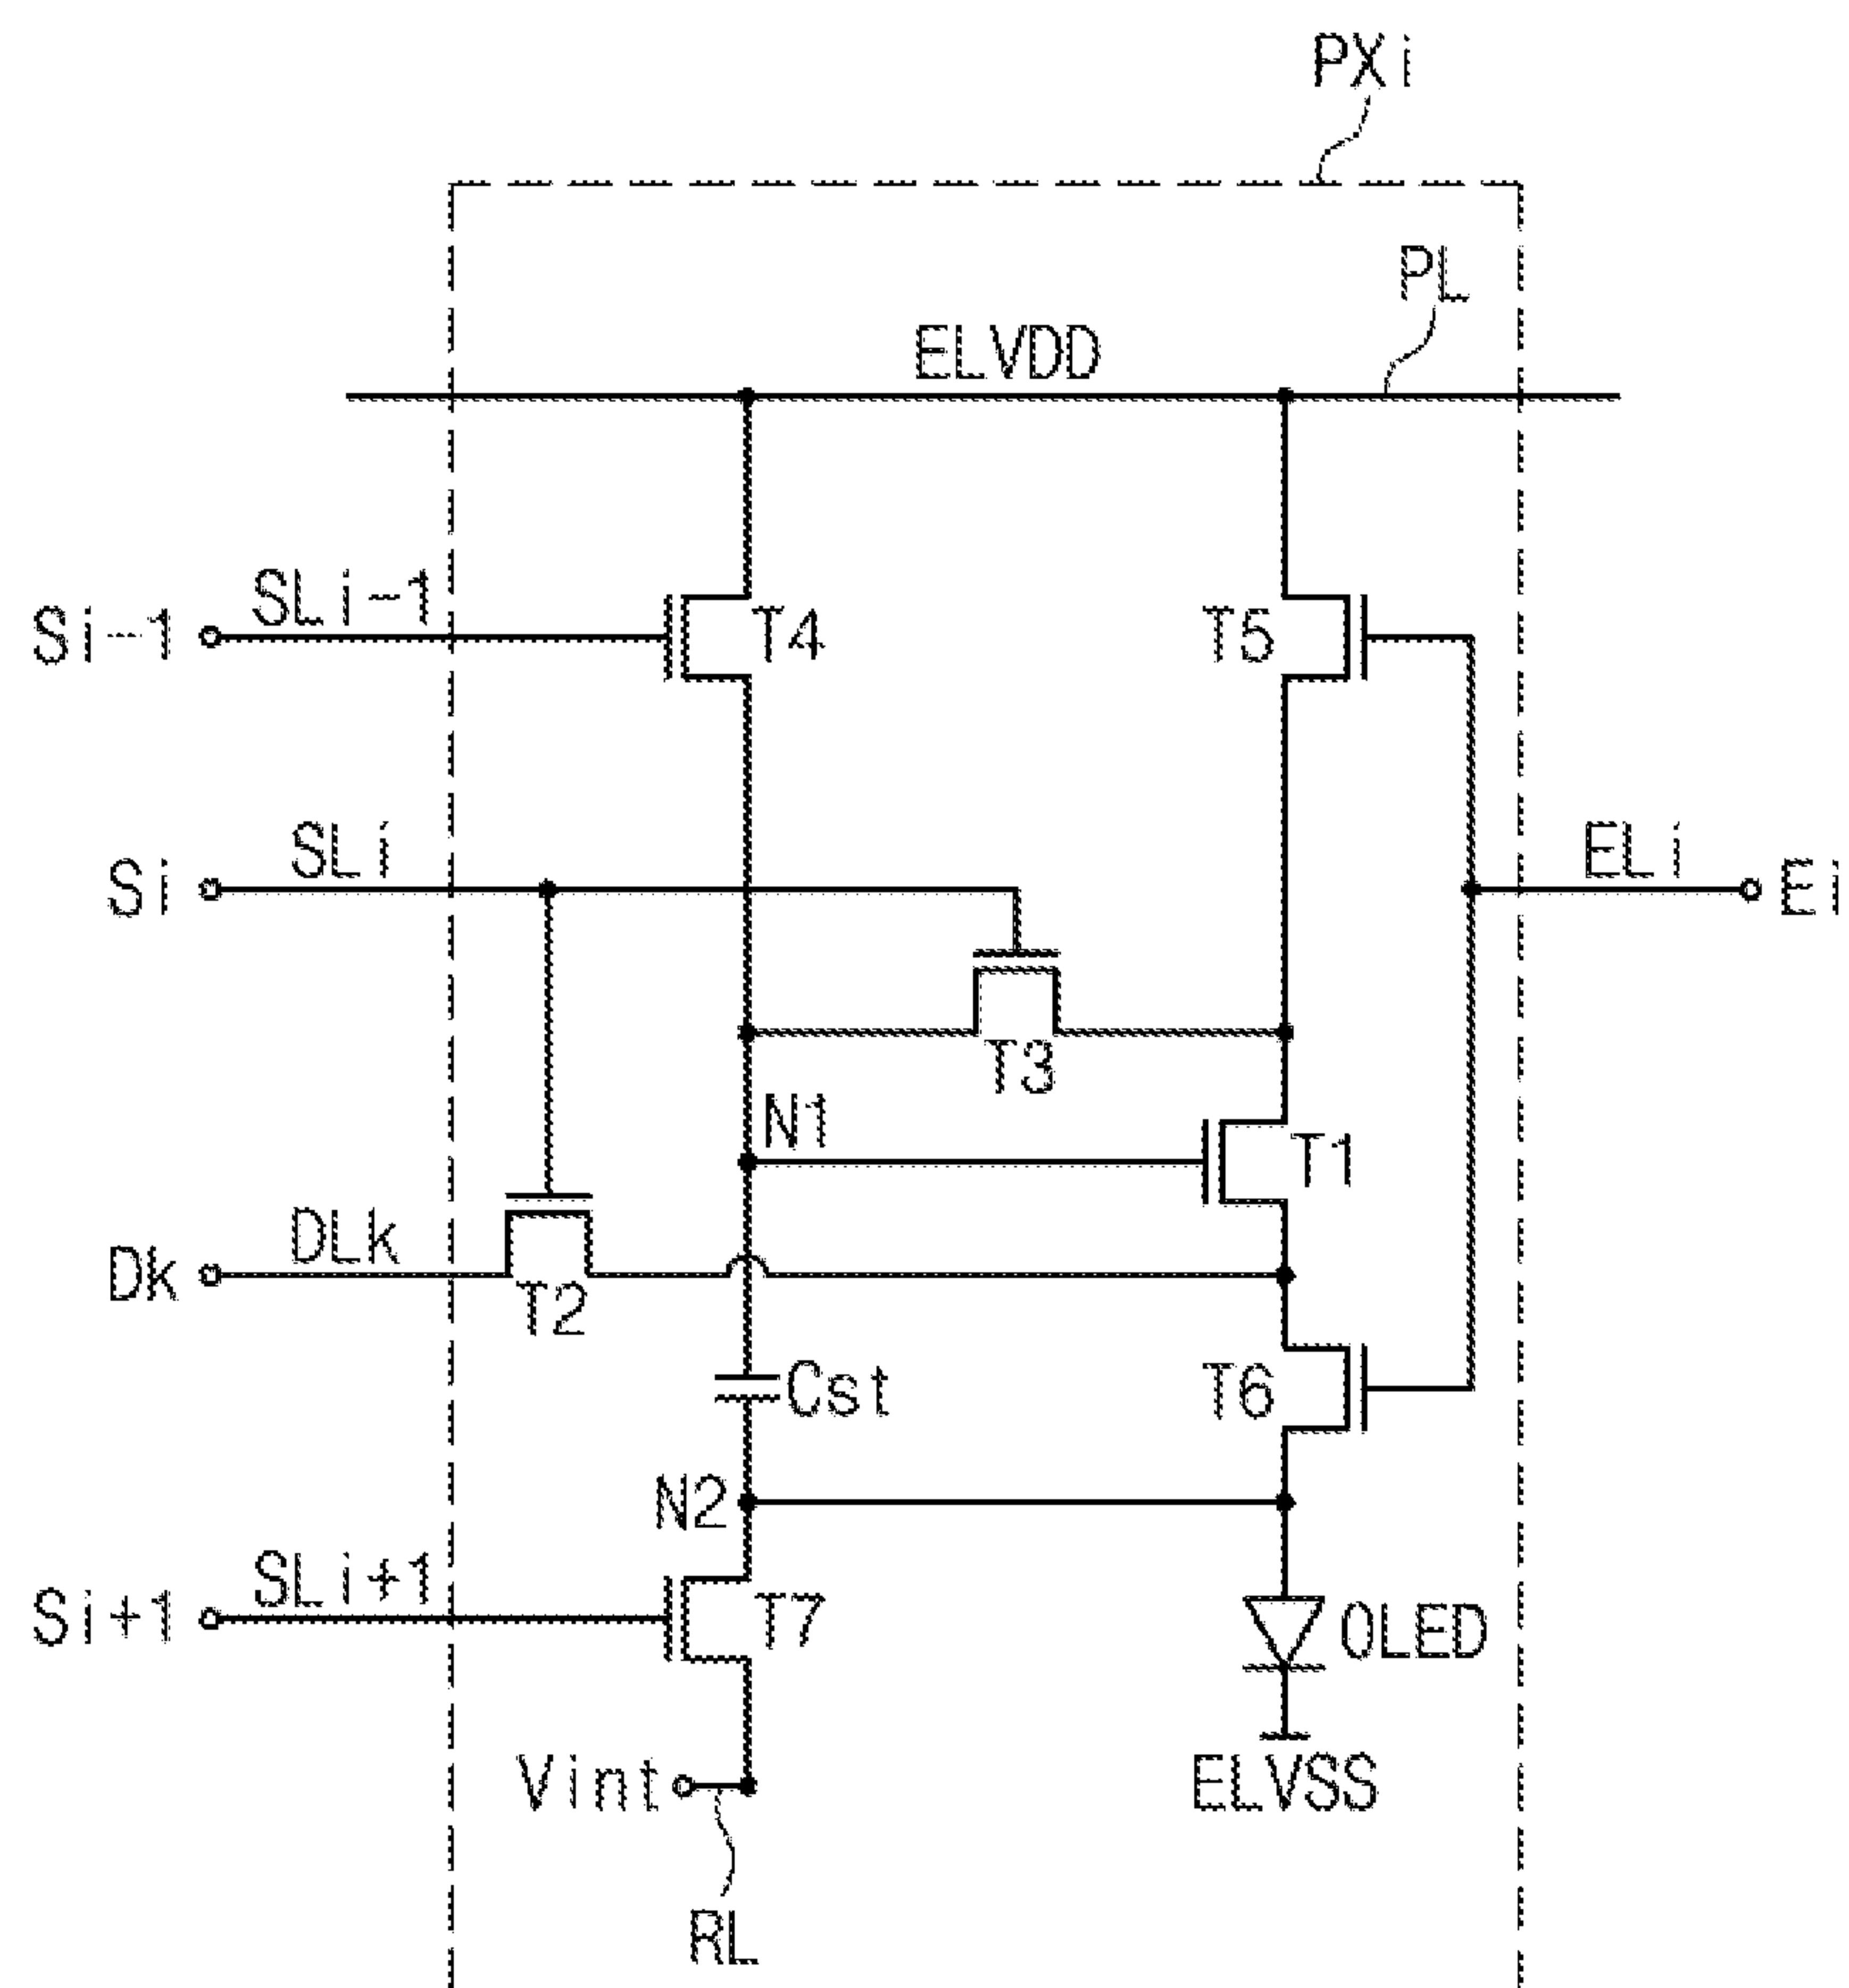 PXi
PL
ELVDD
SLi-1
Si-1
T4
T5
SLi
Si
ELi
Ei
T3
N1
T1
DLk
Dk
T2
Cst
T6
N2
SLi+1
Si+1
T7
OLED
Vint
ELVSS
RL